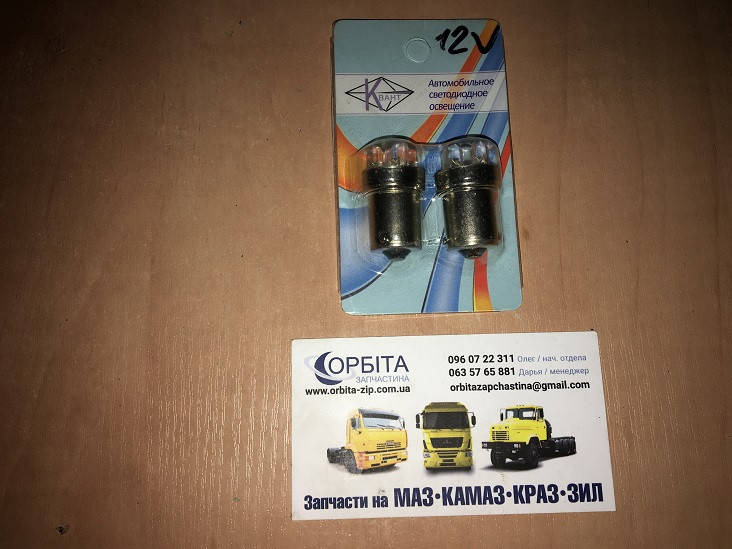 12V
КВАНТ
Автомобильное
светодиодное
освещение
ОРБІТА
ЗАПЧАСТИНА
www.orbita-zip.com.ua
096 07 22 311 Олег / нач. отдела
063 57 65 881 Дарья / менеджер
orbitazapchastina@gmail.com
Запчасти на МАЗ·КАМАЗ·КРАЗ·ЗИЛ